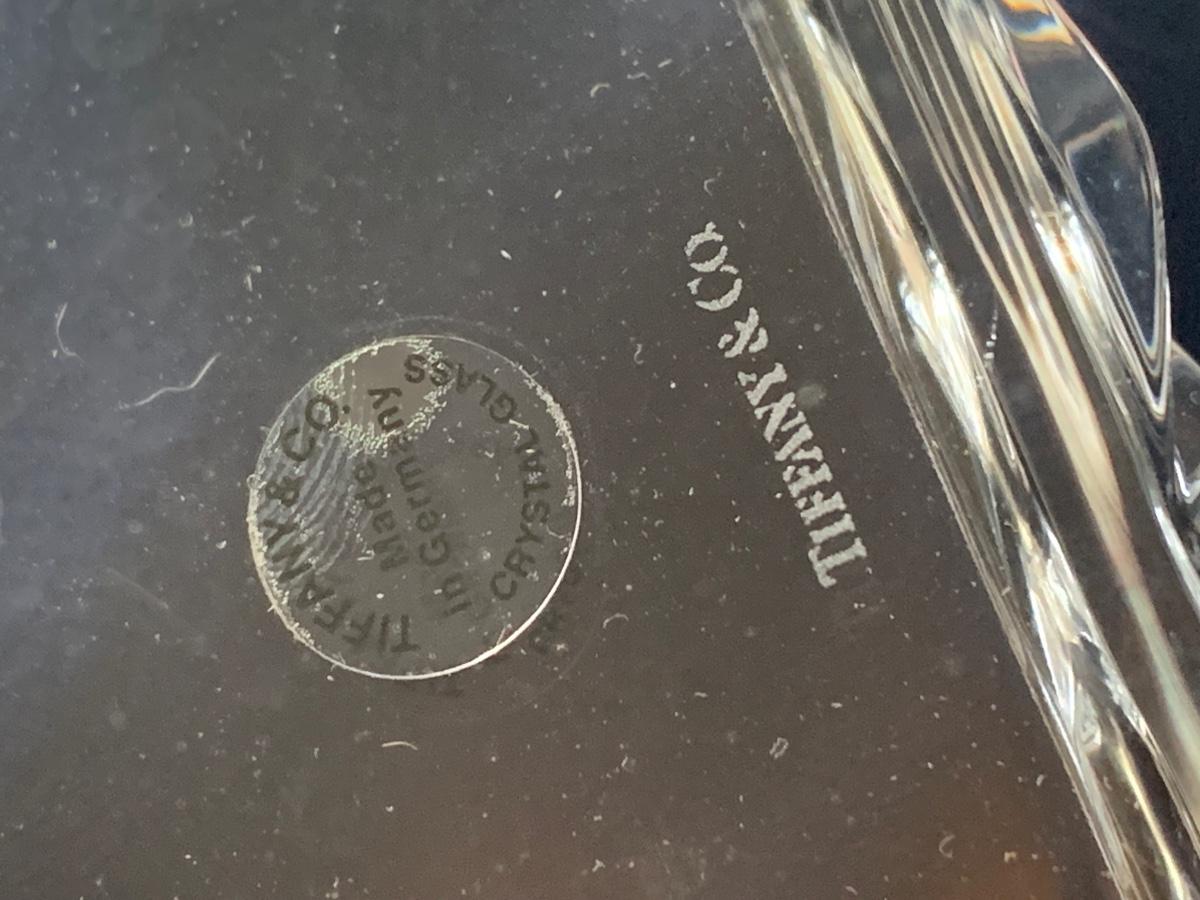 TIFFANY & CO
TIFFANY & CO.
Made
in Germany
CRYSTAL GLASS